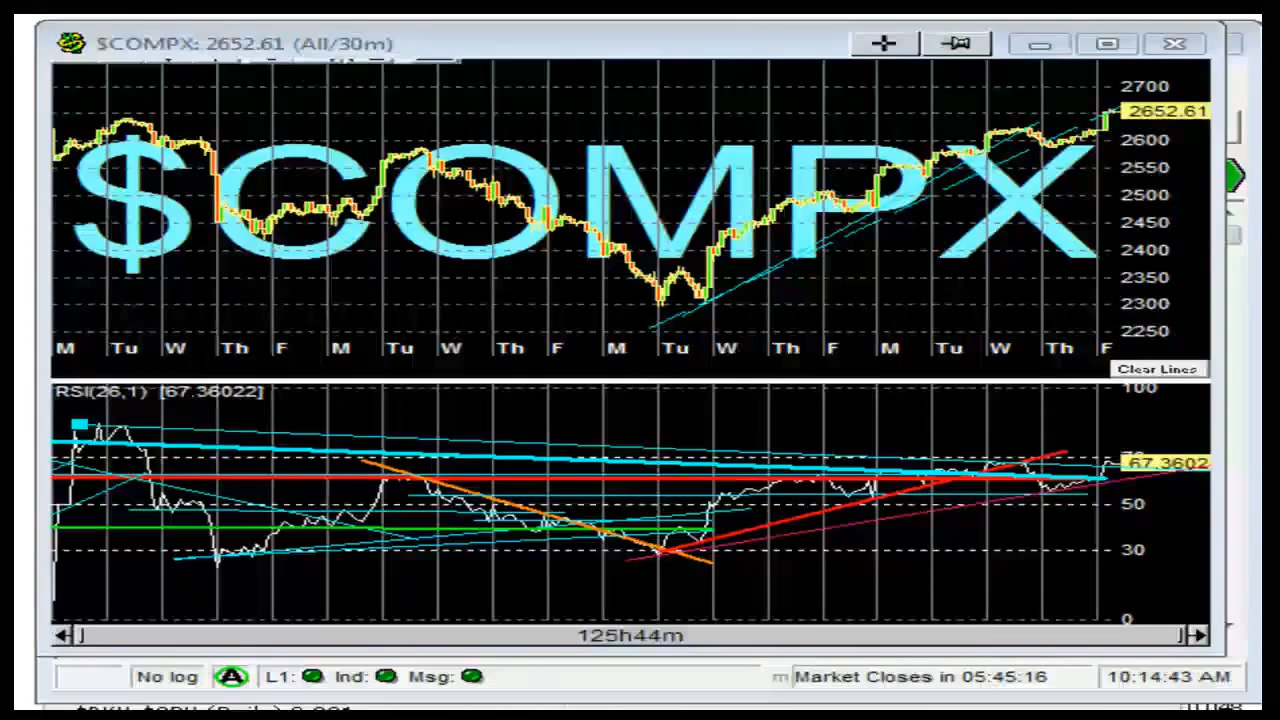 $COMPX: 2652.61 (All/30m)
2700
2652.61
2600
2550
2500
2450
2400
2350
2300
2250
$COMPX
M Tu W Th F M Tu W Th F M Tu W Th F M Tu W Th F
Clear Lines
RSI(26,1) [67.36022]
100
67.3602
50
30
0
125h44m
No log A L1: Ind: Msg: Market Closes in 05:45:16 10:14:43 AM